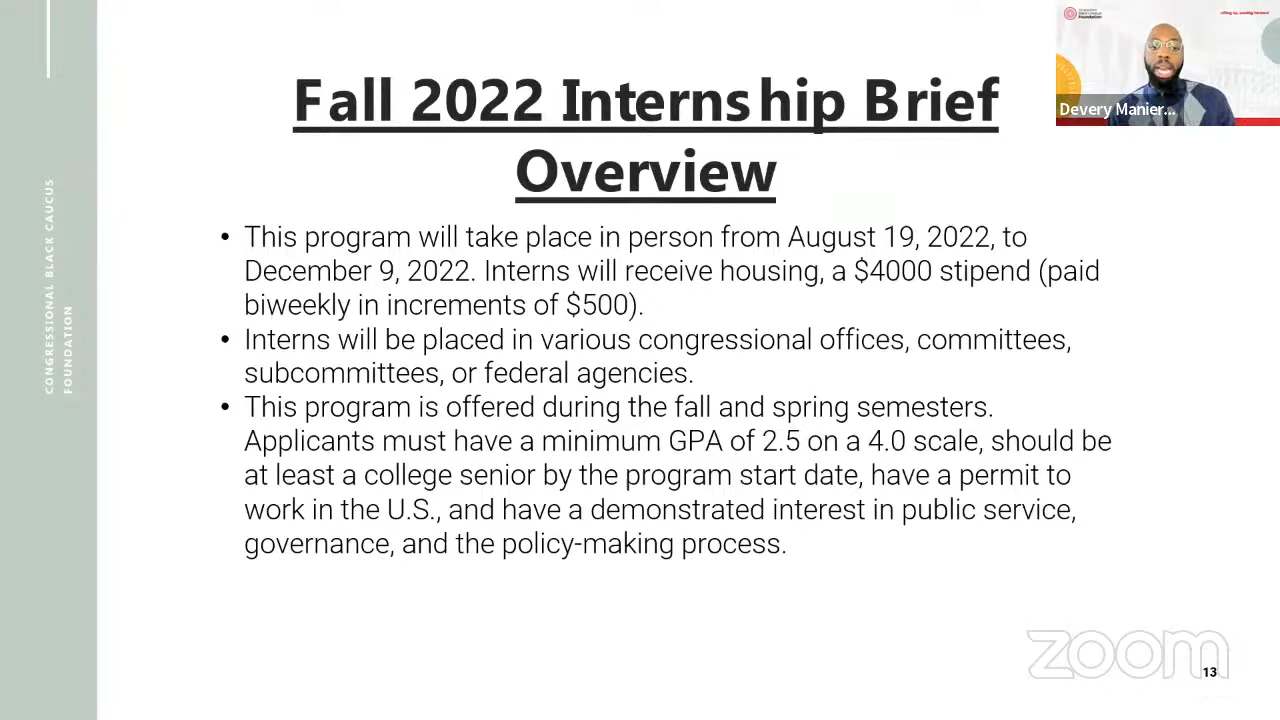 Fall 2022 Internship Brief
Overview
• This program will take place in person from August 19, 2022, to
December 9, 2022. Interns will receive housing, a $4000 stipend (paid
biweekly in increments of $500).
• Interns will be placed in various congressional offices, committees,
subcommittees, or federal agencies.
• This program is offered during the fall and spring semesters.
Applicants must have a minimum GPA of 2.5 on a 4.0 scale, should be
at least a college senior by the program start date, have a permit to
work in the U.S., and have a demonstrated interest in public service,
governance, and the policy-making process.
CONGRESSIONAL BLACK CAUCUS
FOUNDATION
Foundation
Devery Manier...
zoom
13